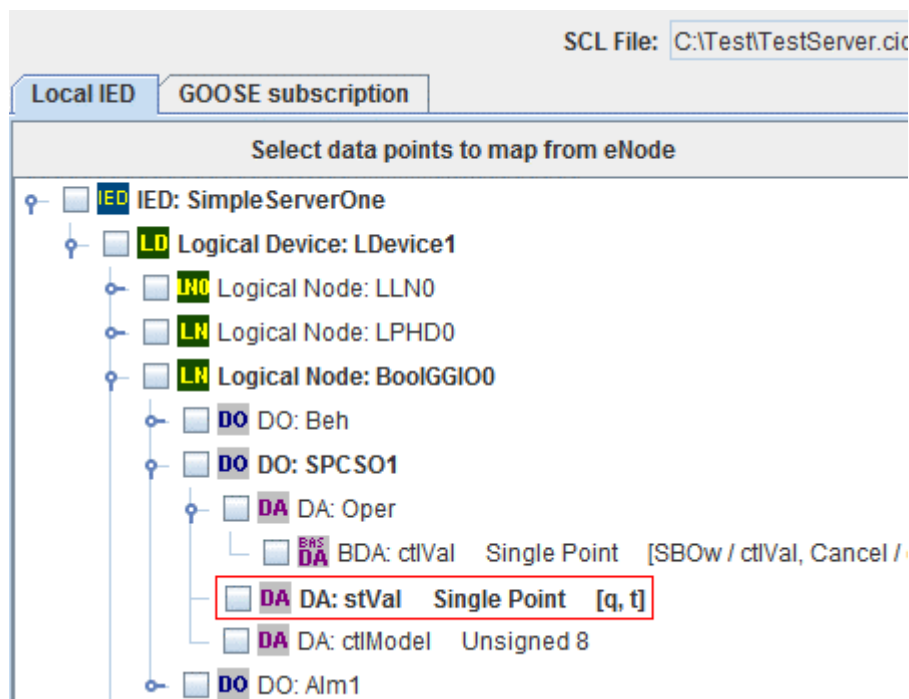 SCL File: C:\Test\TestServer.cid
Local IED GOOSE subscription
Select data points to map from eNode
IED IED: SimpleServerOne
LD Logical Device: LDevice1
LN0 Logical Node: LLN0
LN Logical Node: LPHD0
LN Logical Node: BoolGGIO0
DO DO: Beh
DO DO: SPCSO1
DA DA: Oper
BAS DA BDA: ctlVal Single Point [SBOw / ctlVal, Cancel /
DA DA: stVal Single Point [q, t]
DA DA: ctlModel Unsigned 8
DO DO: Alm1